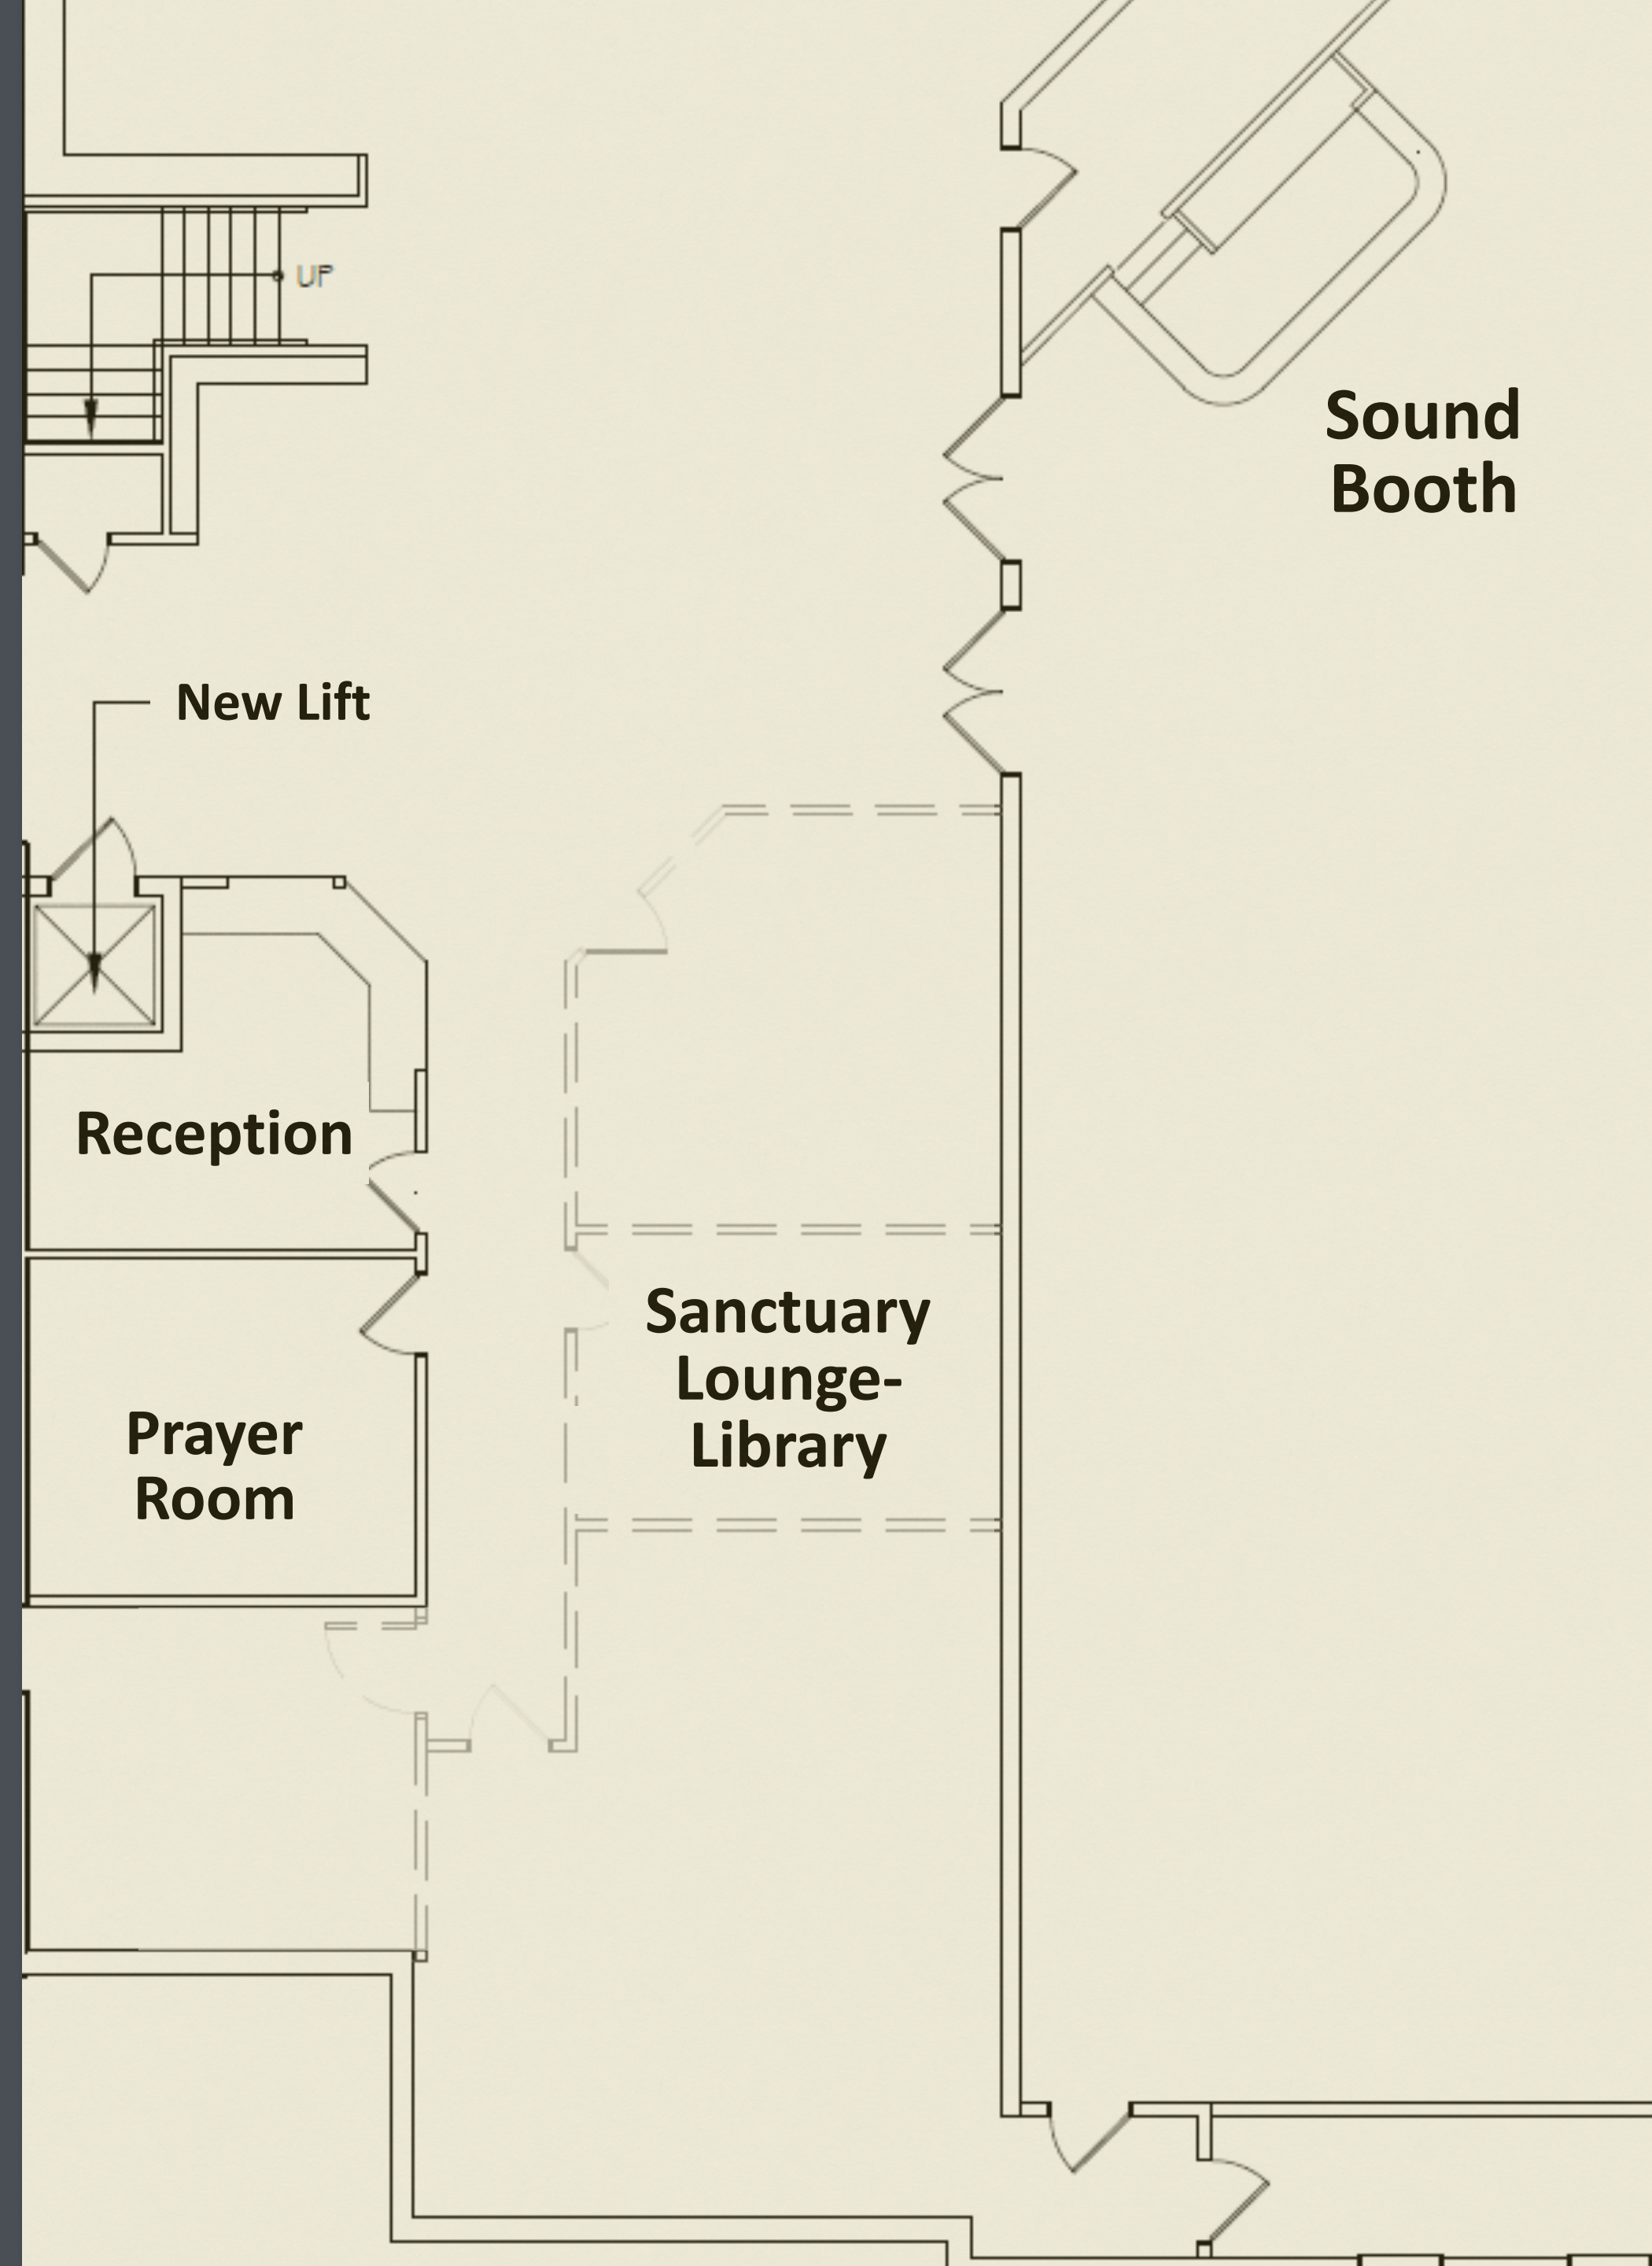 UP
Sound
Booth
New Lift
Reception
Sanctuary
Lounge-
Library
Prayer
Room